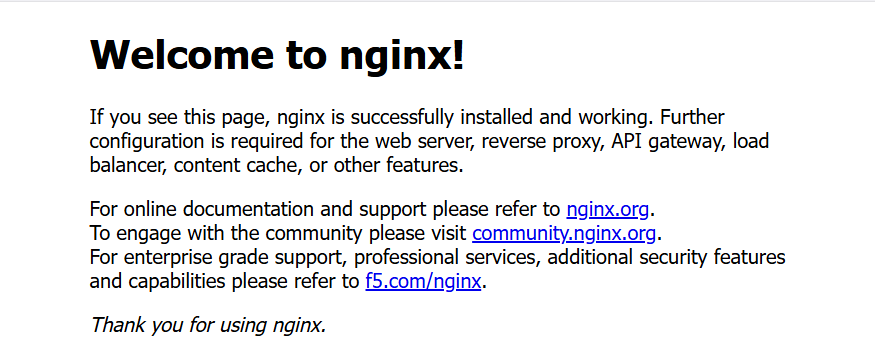 Welcome to nginx!
If you see this page, nginx is successfully installed and working. Further
configuration is required for the web server, reverse proxy, API gateway, load
balancer, content cache, or other features.
For online documentation and support please refer to nginx.org.
To engage with the community please visit community.nginx.org.
For enterprise grade support, professional services, additional security features
and capabilities please refer to f5.com/nginx.
Thank you for using nginx.